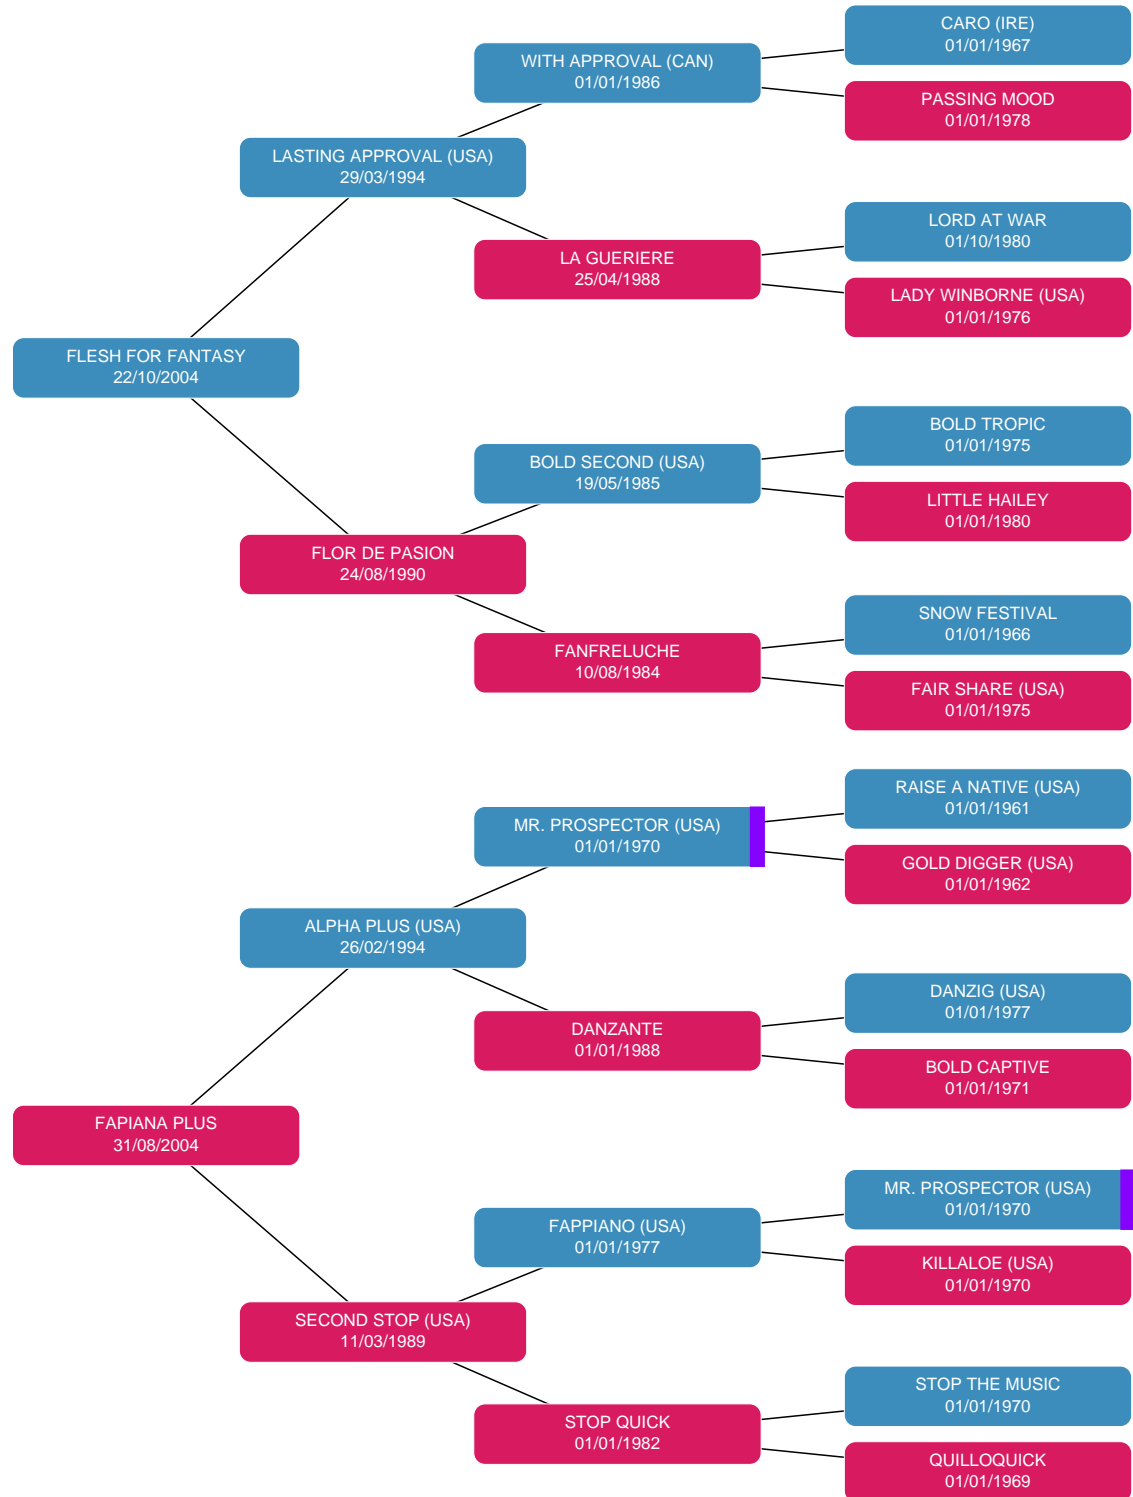 CARO (IRE)
01/01/1967
WITH APPROVAL (CAN)
01/01/1986
PASSING MOOD
01/01/1978
LASTING APPROVAL (USA)
29/03/1994
LORD AT WAR
01/10/1980
LA GUERIERE
25/04/1988
LADY WINBORNE (USA)
01/01/1976
FLESH FOR FANTASY
22/10/2004
BOLD TROPIC
01/01/1975
BOLD SECOND (USA)
19/05/1985
LITTLE HAILEY
01/01/1980
FLOR DE PASION
24/08/1990
SNOW FESTIVAL
01/01/1966
FANFRELUCHE
10/08/1984
FAIR SHARE (USA)
01/01/1975
RAISE A NATIVE (USA)
01/01/1961
MR. PROSPECTOR (USA)
01/01/1970
GOLD DIGGER (USA)
01/01/1962
ALPHA PLUS (USA)
26/02/1994
DANZIG (USA)
01/01/1977
DANZANTE
01/01/1988
BOLD CAPTIVE
01/01/1971
FAPIANA PLUS
31/08/2004
MR. PROSPECTOR (USA)
01/01/1970
FAPPIANO (USA)
01/01/1977
KILLALOE (USA)
01/01/1970
SECOND STOP (USA)
11/03/1989
STOP THE MUSIC
01/01/1970
STOP QUICK
01/01/1982
QUILLOQUICK
01/01/1969